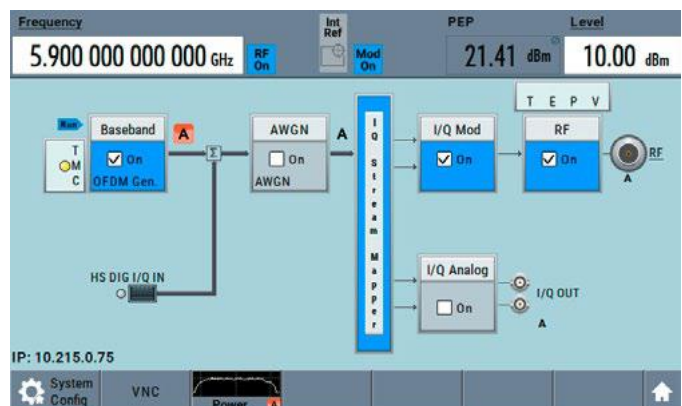 Frequency
Int
Ref
PEP
Level
5.900 000 000 000 GHz
RF
On
Mod
On
21.41 dBm
10.00 dBm
T E P V
Run
Baseband
A
AWGN
A
I/Q Mod
RF
T
M
C
On
OFDM Gen.
Σ
On
AWGN
I/Q Stream Mapper
On
On
RF
A
HS DIG I/Q IN
I/Q Analog
On
I/Q OUT
A
IP: 10.215.0.75
System
Config
VNC
Power
A